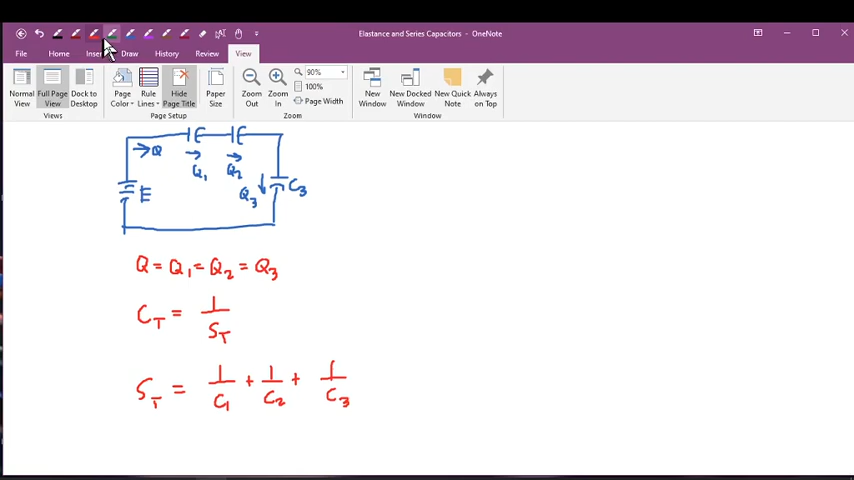 Elastance and Series Capacitors - OneNote
File Home Insert Draw History Review View
Normal View
Full Page View
Dock to Desktop
Page Color
Rule Lines
Hide Page Title
Paper Size
Zoom Out
Zoom In
90%
100%
Page Width
New Window
New Docked Window
New Quick Note
Always on Top
Views Page Setup Zoom Window
→Q
→ →
Q1 Q2
E Q3 ↓ C3
Q = Q1 = Q2 = Q3
CT = 1/ST
ST = 1/C1 + 1/C2 + 1/C3